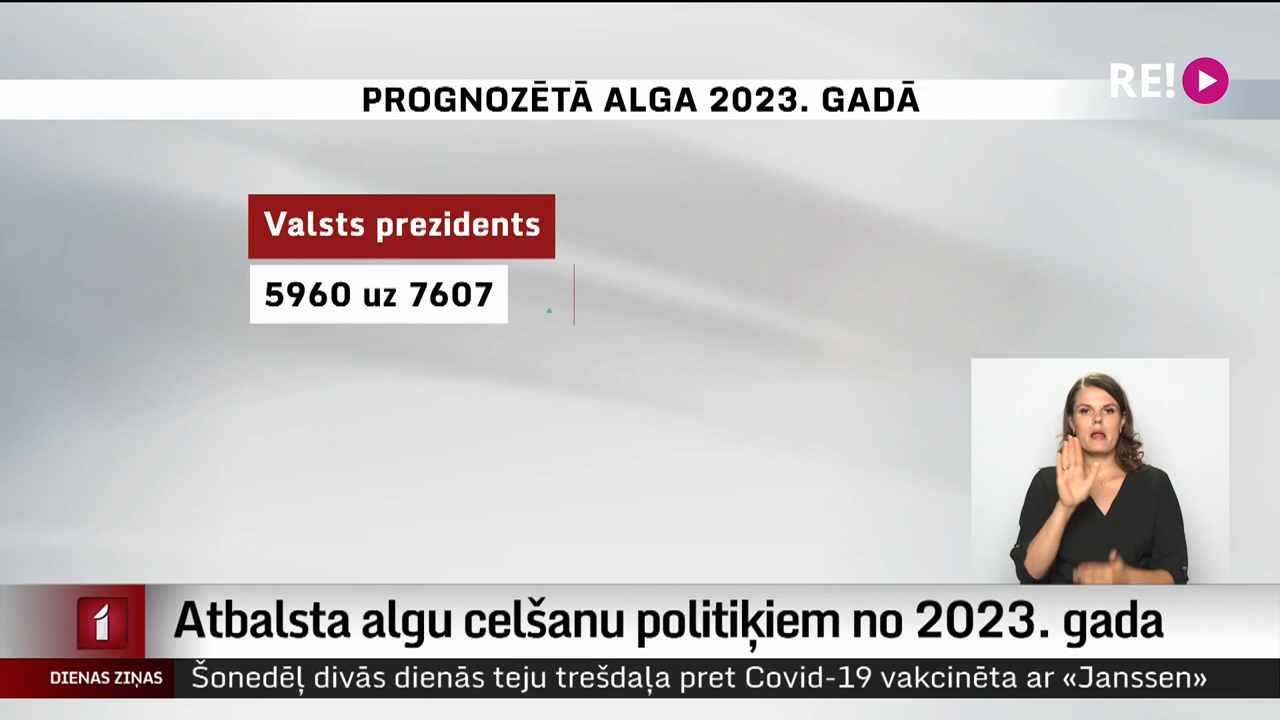 RE!
PROGNOZĒTĀ ALGA 2023. GADĀ
Valsts prezidents
5960 uz 7607
1
Atbalsta algu celšanu politiķiem no 2023. gada
DIENAS ZIŅAS
Šonedēļ divās dienās teju trešdaļa pret Covid-19 vakcinēta ar «Janssen»